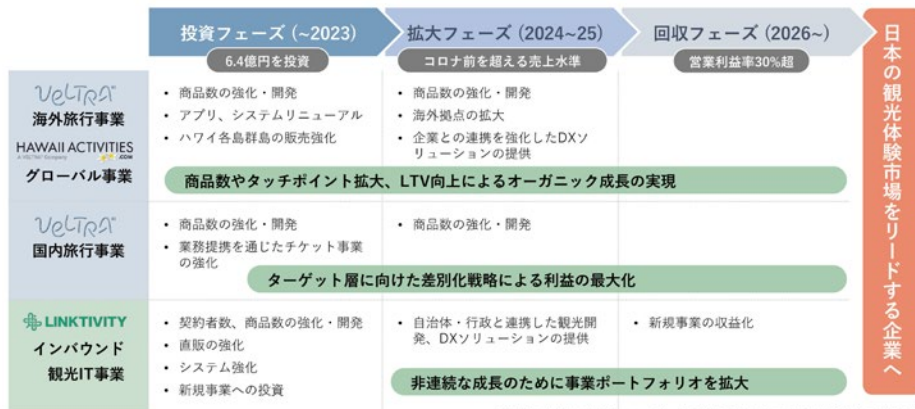 投資フェーズ (~2023)
拡大フェーズ (2024~25)
回収フェーズ (2026~)
6.4億円を投資
コロナ前を超える売上水準
営業利益率30%超
VELTRA
海外旅行事業
HAWAII ACTIVITIES
A VELTRA Company
.COM
グローバル事業
• 商品数の強化・開発
• アプリ、システムリニューアル
• ハワイ各島群島の販売強化
• 商品数の強化・開発
• 海外拠点の拡大
• 企業との連携を強化したDXソ
リューションの提供
商品数やタッチポイント拡大、LTV向上によるオーガニック成長の実現
VELTRA
国内旅行事業
• 商品数の強化・開発
• 業務提携を通じたチケット事業
の強化
• 商品数の強化・開発
ターゲット層に向けた差別化戦略による利益の最大化
LINKTIVITY
インバウンド
観光IT事業
• 契約者数、商品数の強化・開発
• 直販の強化
• システム強化
• 新規事業への投資
• 自治体・行政と連携した観光開
発、DXソリューションの提供
• 新規事業の収益化
非連続な成長のために事業ポートフォリオを拡大
日本の観光体験市場をリードする企業へ